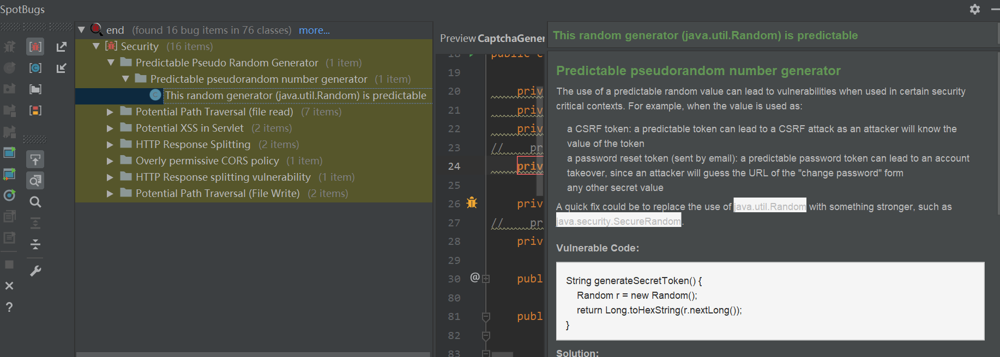 SpotBugs
end (found 16 bug items in 76 classes) more...
Security (16 items)
Predictable Pseudo Random Generator (1 item)
Predictable pseudorandom number generator (1 item)
This random generator (java.util.Random) is predictable
Potential Path Traversal (file read) (7 items)
Potential XSS in Servlet (2 items)
HTTP Response Splitting (2 items)
Overly permissive CORS policy (1 item)
HTTP Response splitting vulnerability (1 item)
Potential Path Traversal (File Write) (2 items)
?
Preview CaptchaGener
18 public c
19
20 priv
21 priv
22 priv
23 // pr
24 priv
25
26 priv
27 // pr
28 priv
29
30 @ publ
80
81 publ
82
83
This random generator (java.util.Random) is predictable
Predictable pseudorandom number generator
The use of a predictable random value can lead to vulnerabilities when used in certain security
critical contexts. For example, when the value is used as:
a CSRF token: a predictable token can lead to a CSRF attack as an attacker will know the
value of the token
a password reset token (sent by email): a predictable password token can lead to an account
takeover, since an attacker will guess the URL of the "change password" form
any other secret value
A quick fix could be to replace the use of java.util.Random with something stronger, such as
java.security.SecureRandom.
Vulnerable Code:
String generateSecretToken() {
Random r = new Random();
return Long.toHexString(r.nextLong());
}
Solution: